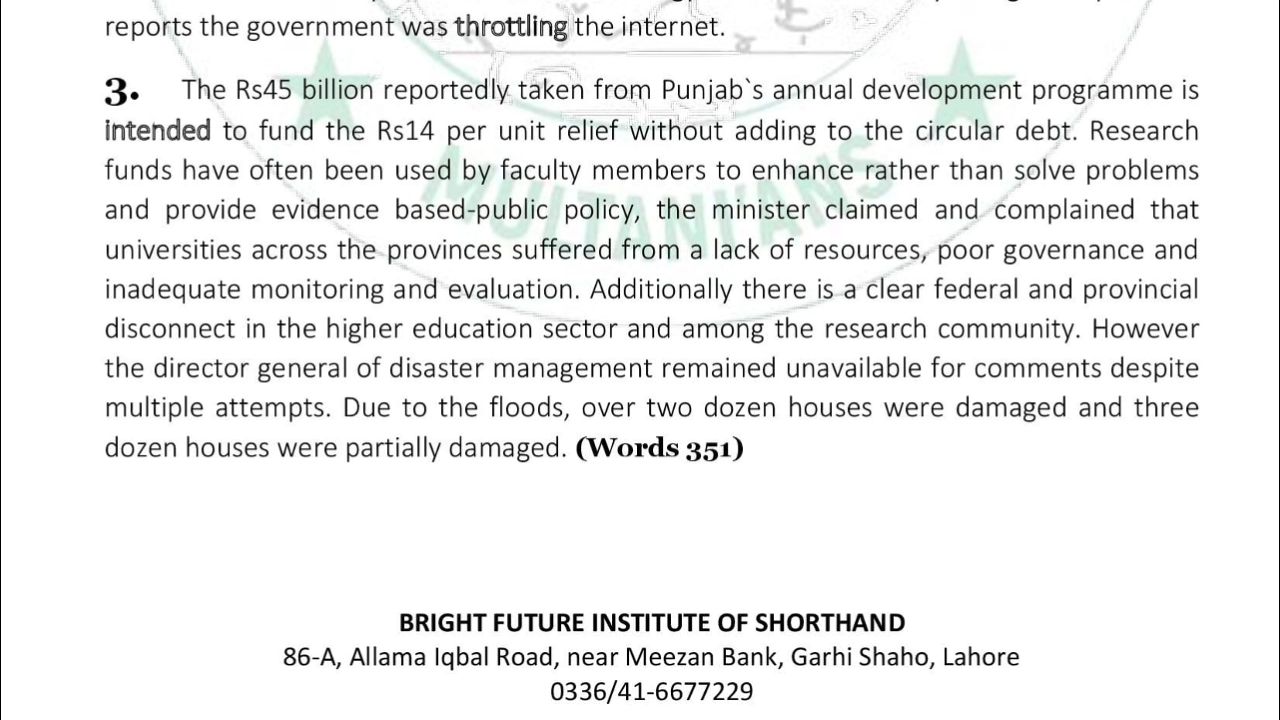 reports the government was throttling the internet.
3. The Rs45 billion reportedly taken from Punjab`s annual development programme is
intended to fund the Rs14 per unit relief without adding to the circular debt. Research
funds have often been used by faculty members to enhance rather than solve problems
and provide evidence based-public policy, the minister claimed and complained that
universities across the provinces suffered from a lack of resources, poor governance and
inadequate monitoring and evaluation. Additionally there is a clear federal and provincial
disconnect in the higher education sector and among the research community. However
the director general of disaster management remained unavailable for comments despite
multiple attempts. Due to the floods, over two dozen houses were damaged and three
dozen houses were partially damaged. (Words 351)
MULTANI'ANS
BRIGHT FUTURE INSTITUTE OF SHORTHAND
86-A, Allama Iqbal Road, near Meezan Bank, Garhi Shaho, Lahore
0336/41-6677229